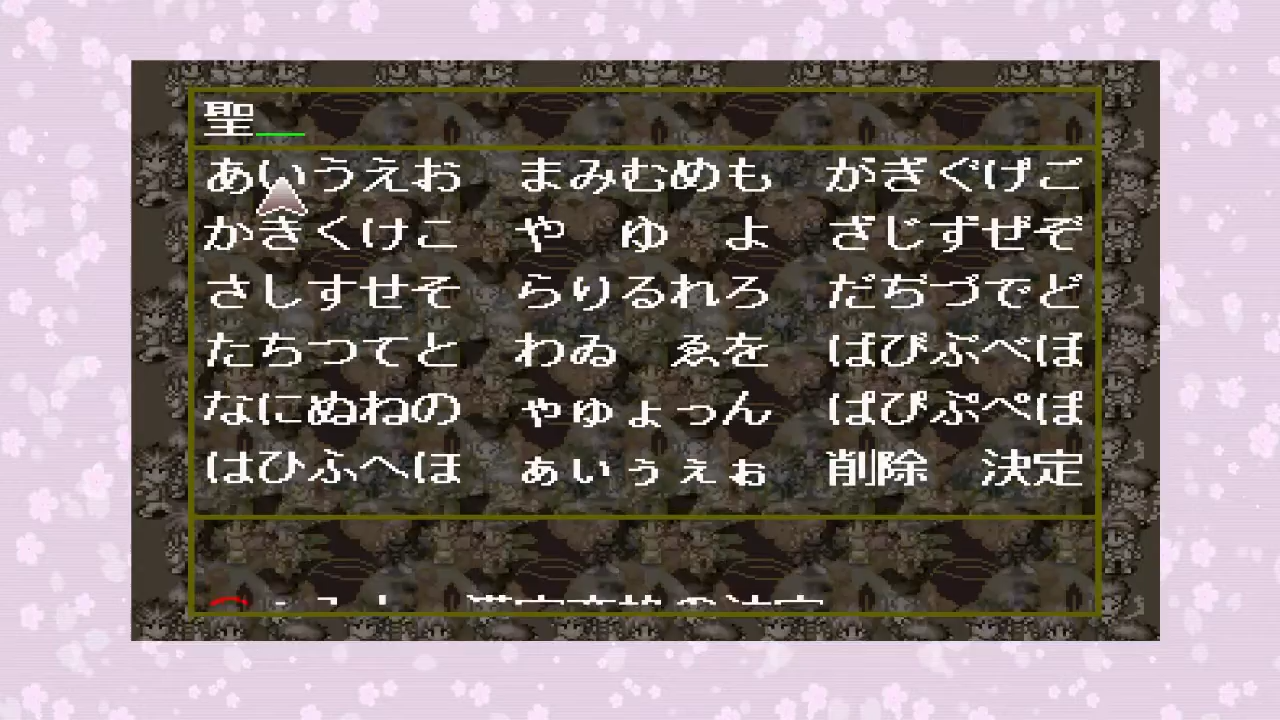 聖
あいうえお まみむめも がぎぐげご
かきくけこ や ゆ よ ざじずぜぞ
さしすせそ らりるれろ だぢづでど
たちつてと わゐ ゑを ばびぶべぼ
なにぬねの ゃゅょっん ぱぴぷぺぽ
はひふへほ ぁぃぅぇぉ 削除 決定